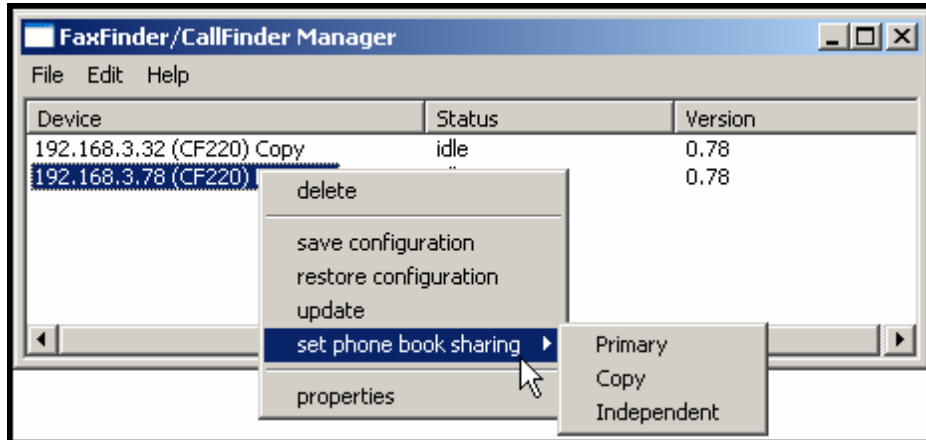 FaxFinder/CallFinder Manager
File Edit Help
Device Status Version
192.168.3.32 (CF220) Copy idle 0.78
192.168.3.78 (CF220) 0.78
delete
save configuration
restore configuration
update
set phone book sharing
properties
Primary
Copy
Independent